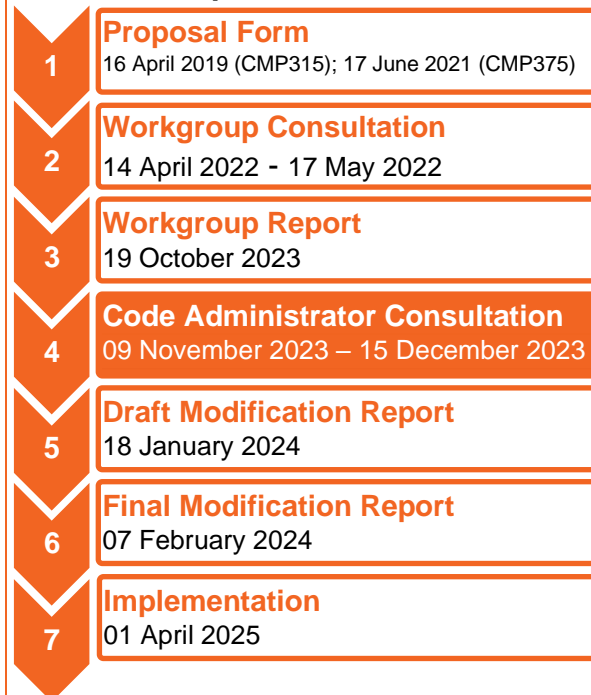 Proposal Form
1
16 April 2019 (CMP315); 17 June 2021 (CMP375)
Workgroup Consultation
2
14 April 2022 - 17 May 2022
Workgroup Report
3
19 October 2023
Code Administrator Consultation
4
09 November 2023 – 15 December 2023
Draft Modification Report
5
18 January 2024
Final Modification Report
6
07 February 2024
Implementation
7
01 April 2025